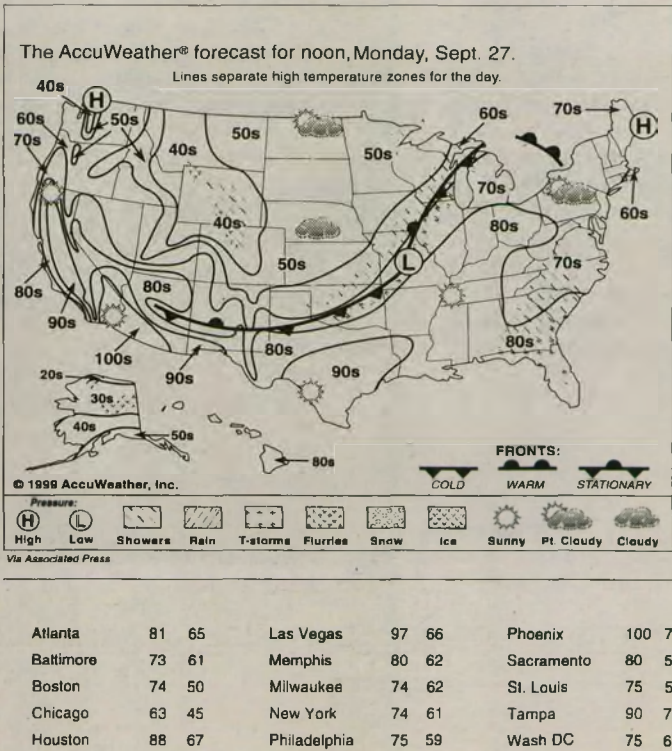 The AccuWeather® forecast for noon, Monday, Sept. 27.
Lines separate high temperature zones for the day.
40s
H
60s
50s
70s
50s
40s
50s
60s
70s
H
70s
60s
40s
50s
L
80s
70s
80s
90s
80s
100s
90s
80s
90s
80s
20s
30s
40s
50s
80s
FRONTS:
COLD WARM STATIONARY
© 1999 AccuWeather, Inc.
Pressure:
H L
High Low Showers Rain T-storms Flurries Snow Ice Sunny Pt. Cloudy Cloudy
Via Associated Press
Atlanta 81 65 Las Vegas 97 66 Phoenix 100 7
Baltimore 73 61 Memphis 80 62 Sacramento 80 5
Boston 74 50 Milwaukee 74 62 St. Louis 75 5
Chicago 63 45 New York 74 61 Tampa 90 7
Houston 88 67 Philadelphia 75 59 Wash DC 75 6